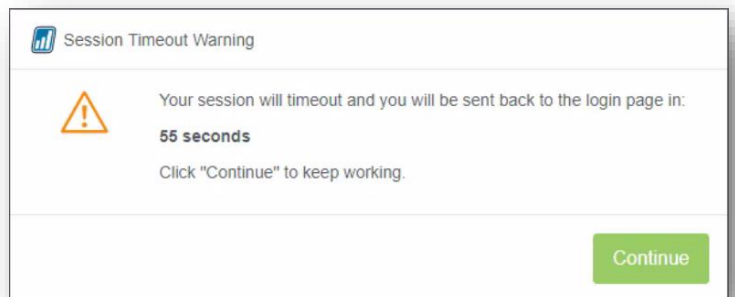 Session Timeout Warning
Your session will timeout and you will be sent back to the login page in:
55 seconds
Click "Continue" to keep working.
Continue